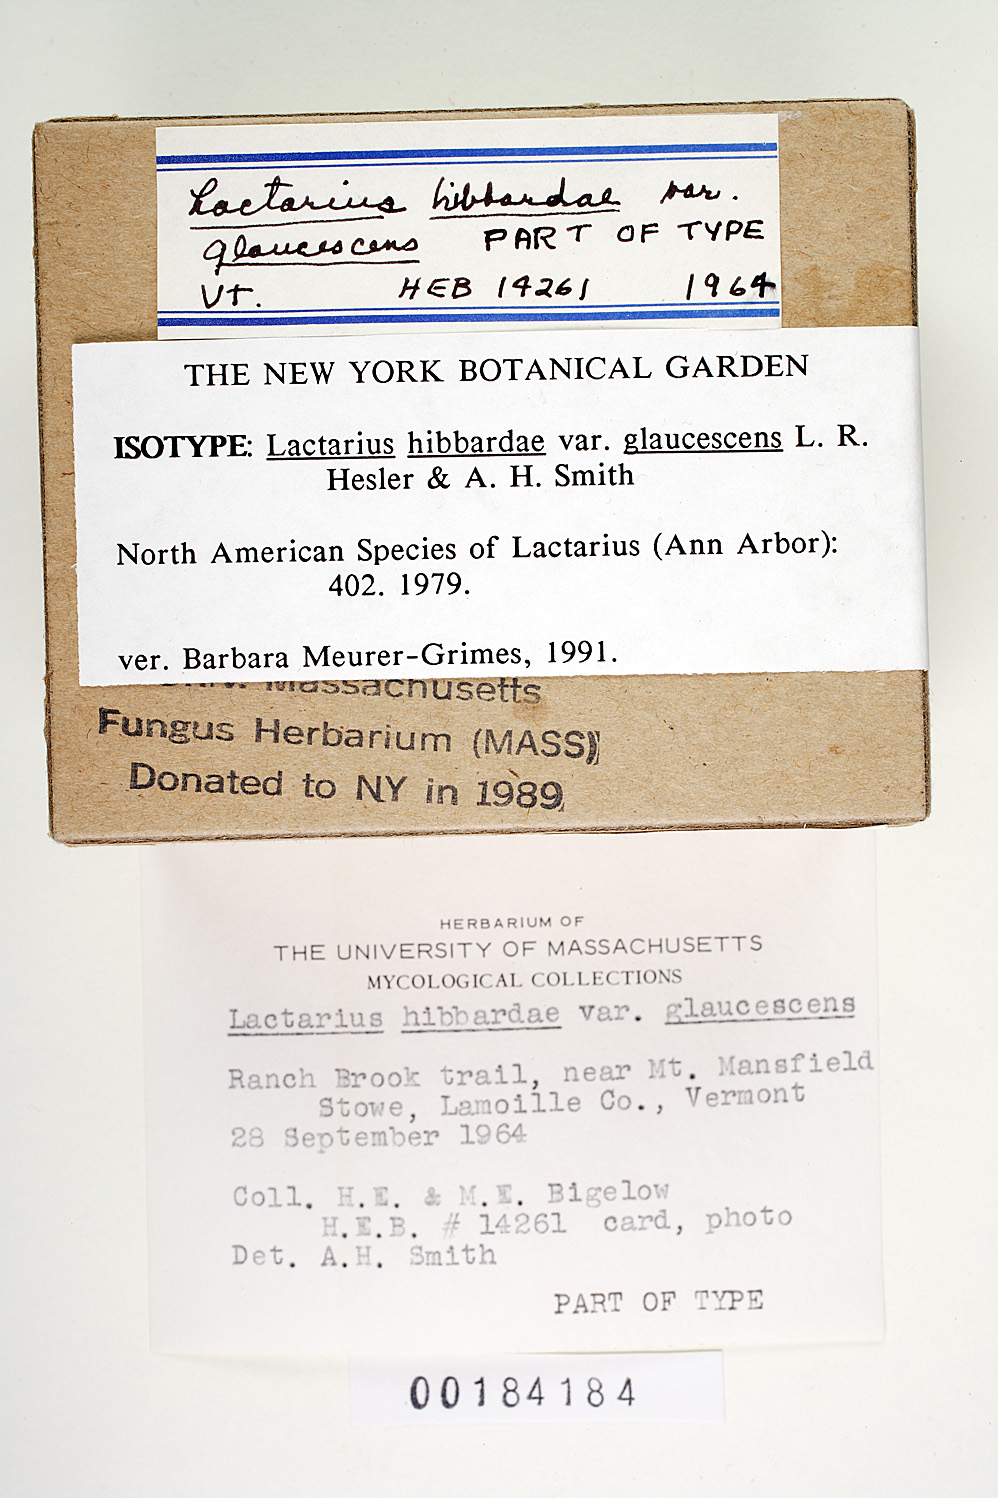 Lactarius hibbardae var.
glaucescens PART OF TYPE
Vt. HEB 14261 1964
THE NEW YORK BOTANICAL GARDEN
ISOTYPE: Lactarius hibbardae var. glaucescens L. R.
Hesler & A. H. Smith
North American Species of Lactarius (Ann Arbor):
402. 1979.
ver. Barbara Meurer-Grimes, 1991.
Massachusetts
Fungus Herbarium (MASS)
Donated to NY in 1989
HERBARIUM OF
THE UNIVERSITY OF MASSACHUSETTS
MYCOLOGICAL COLLECTIONS
Lactarius hibbardae var. glaucescens
Ranch Brook trail, near Mt. Mansfield
Stowe, Lamoille Co., Vermont
28 September 1964
Coll. H.E. & M.E. Bigelow
H.E.B. # 14261 card, photo
Det. A.H. Smith
PART OF TYPE
00184184